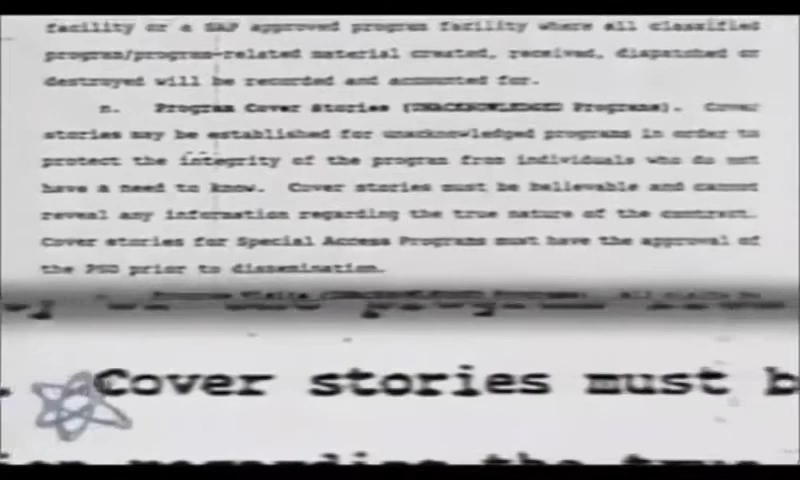 facility or a SAP approved program facility where all classified
program/program-related material created, received, dispatched or
destroyed will be recorded and accounted for.
n. Program Cover Stories (UNACKNOWLEDGED Programs). Cover
stories may be established for unacknowledged programs in order to
protect the integrity of the program from individuals who do not
have a need to know. Cover stories must be believable and cannot
reveal any information regarding the true nature of the contract.
Cover stories for Special Access Programs must have the approval of
the PSO prior to dissemination.
Cover stories must b
regarding the true